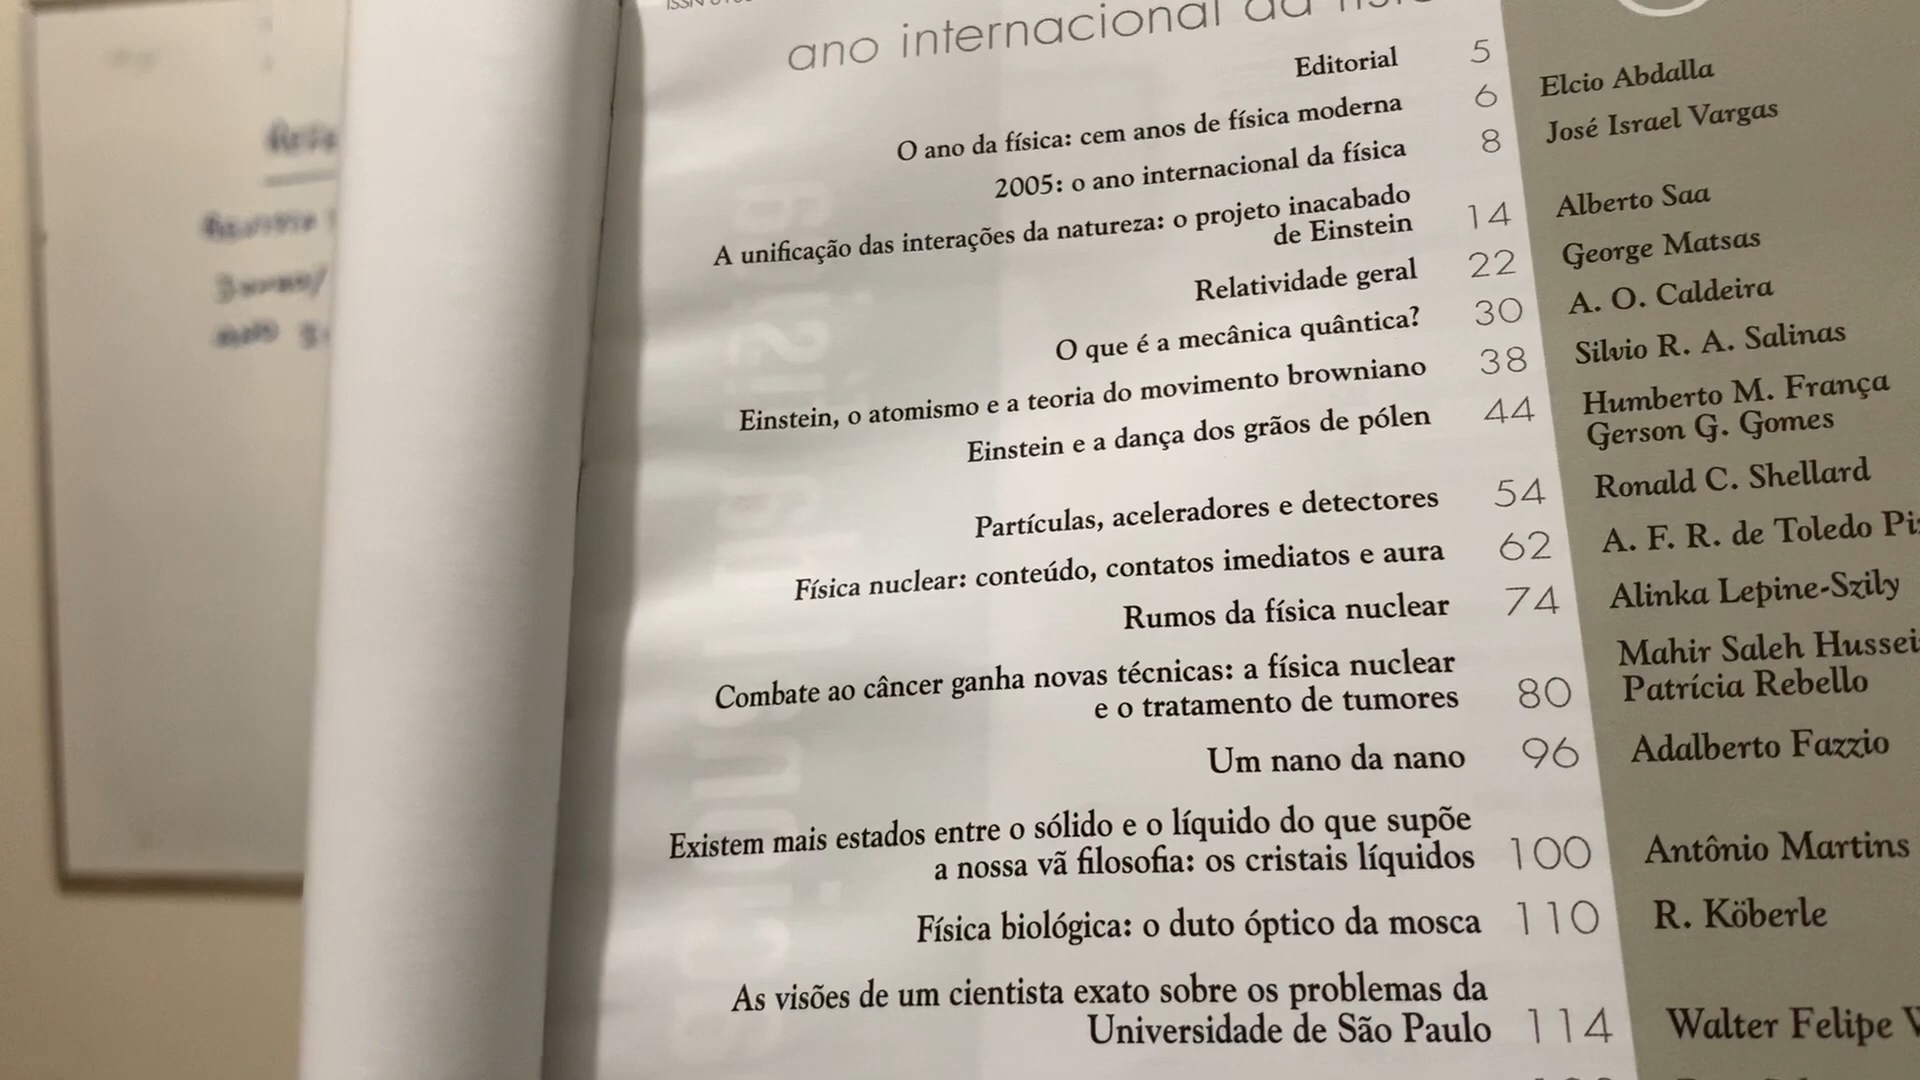 ano internacional da
Editorial 5
O ano da física: cem anos de física moderna 6 Elcio Abdalla
2005: o ano internacional da física 8 José Israel Vargas
A unificação das interações da natureza: o projeto inacabado
de Einstein 14 Alberto Saa
Relatividade geral 22 George Matsas
O que é a mecânica quântica? 30 A. O. Caldeira
Einstein, o atomismo e a teoria do movimento browniano 38 Silvio R. A. Salinas
Einstein e a dança dos grãos de pólen 44 Humberto M. França
Gerson G. Gomes
Partículas, aceleradores e detectores 54 Ronald C. Shellard
Física nuclear: conteúdo, contatos imediatos e aura 62 A. F. R. de Toledo
Rumos da física nuclear 74 Alinka Lepine-Szily
Combate ao câncer ganha novas técnicas: a física nuclear Mahir Saleh
e o tratamento de tumores 80 Patrícia Rebello
Um nano da nano 96 Adalberto Fazzio
Existem mais estados entre o sólido e o líquido do que supõe
a nossa vã filosofia: os cristais líquidos 100 Antônio Martins
Física biológica: o duto óptico da mosca 110 R. Köberle
As visões de um cientista exato sobre os problemas da
Universidade de São Paulo 114 Walter Felipe